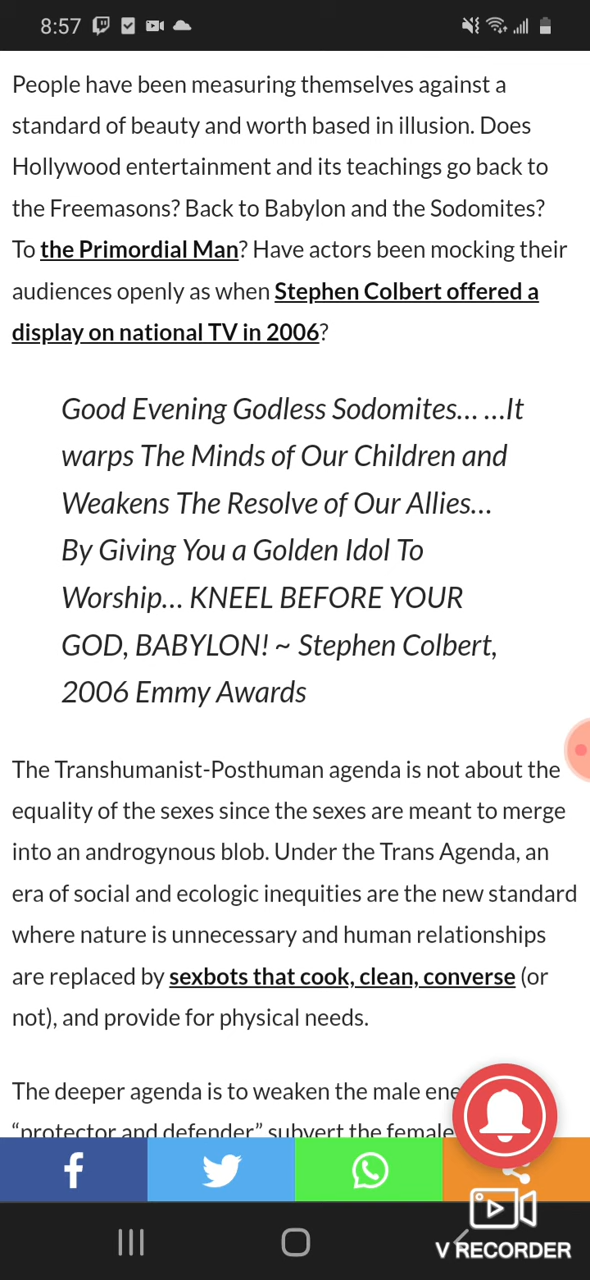 8:57
People have been measuring themselves against a
standard of beauty and worth based in illusion. Does
Hollywood entertainment and its teachings go back to
the Freemasons? Back to Babylon and the Sodomites?
To the Primordial Man? Have actors been mocking their
audiences openly as when Stephen Colbert offered a
display on national TV in 2006?
Good Evening Godless Sodomites… …It
warps The Minds of Our Children and
Weakens The Resolve of Our Allies…
By Giving You a Golden Idol To
Worship… KNEEL BEFORE YOUR
GOD, BABYLON! ~ Stephen Colbert,
2006 Emmy Awards
The Transhumanist-Posthuman agenda is not about the
equality of the sexes since the sexes are meant to merge
into an androgynous blob. Under the Trans Agenda, an
era of social and ecologic inequities are the new standard
where nature is unnecessary and human relationships
are replaced by sexbots that cook, clean, converse (or
not), and provide for physical needs.
The deeper agenda is to weaken the male ene
“protector and defender” subvert the female
V RECORDER